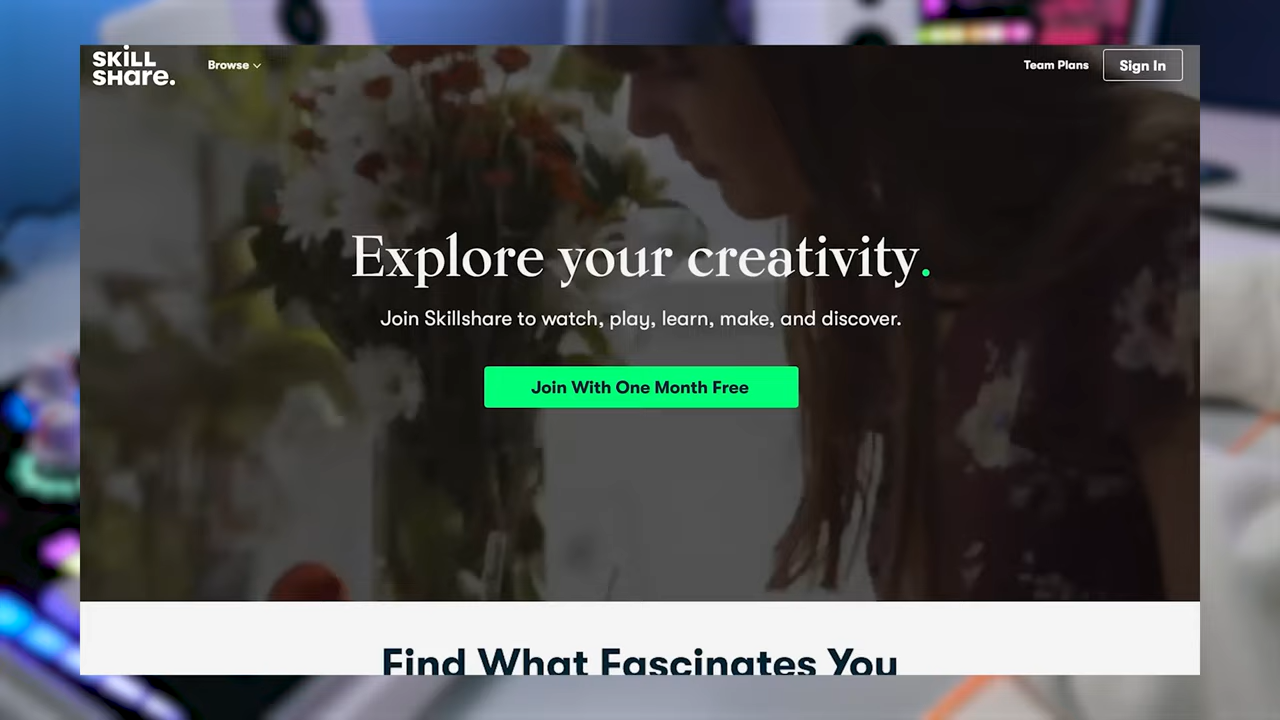 SKILL
SHare.
Browse
Team Plans
Sign In
Explore your creativity.
Join Skillshare to watch, play, learn, make, and discover.
Join With One Month Free
Find What Fascinates You